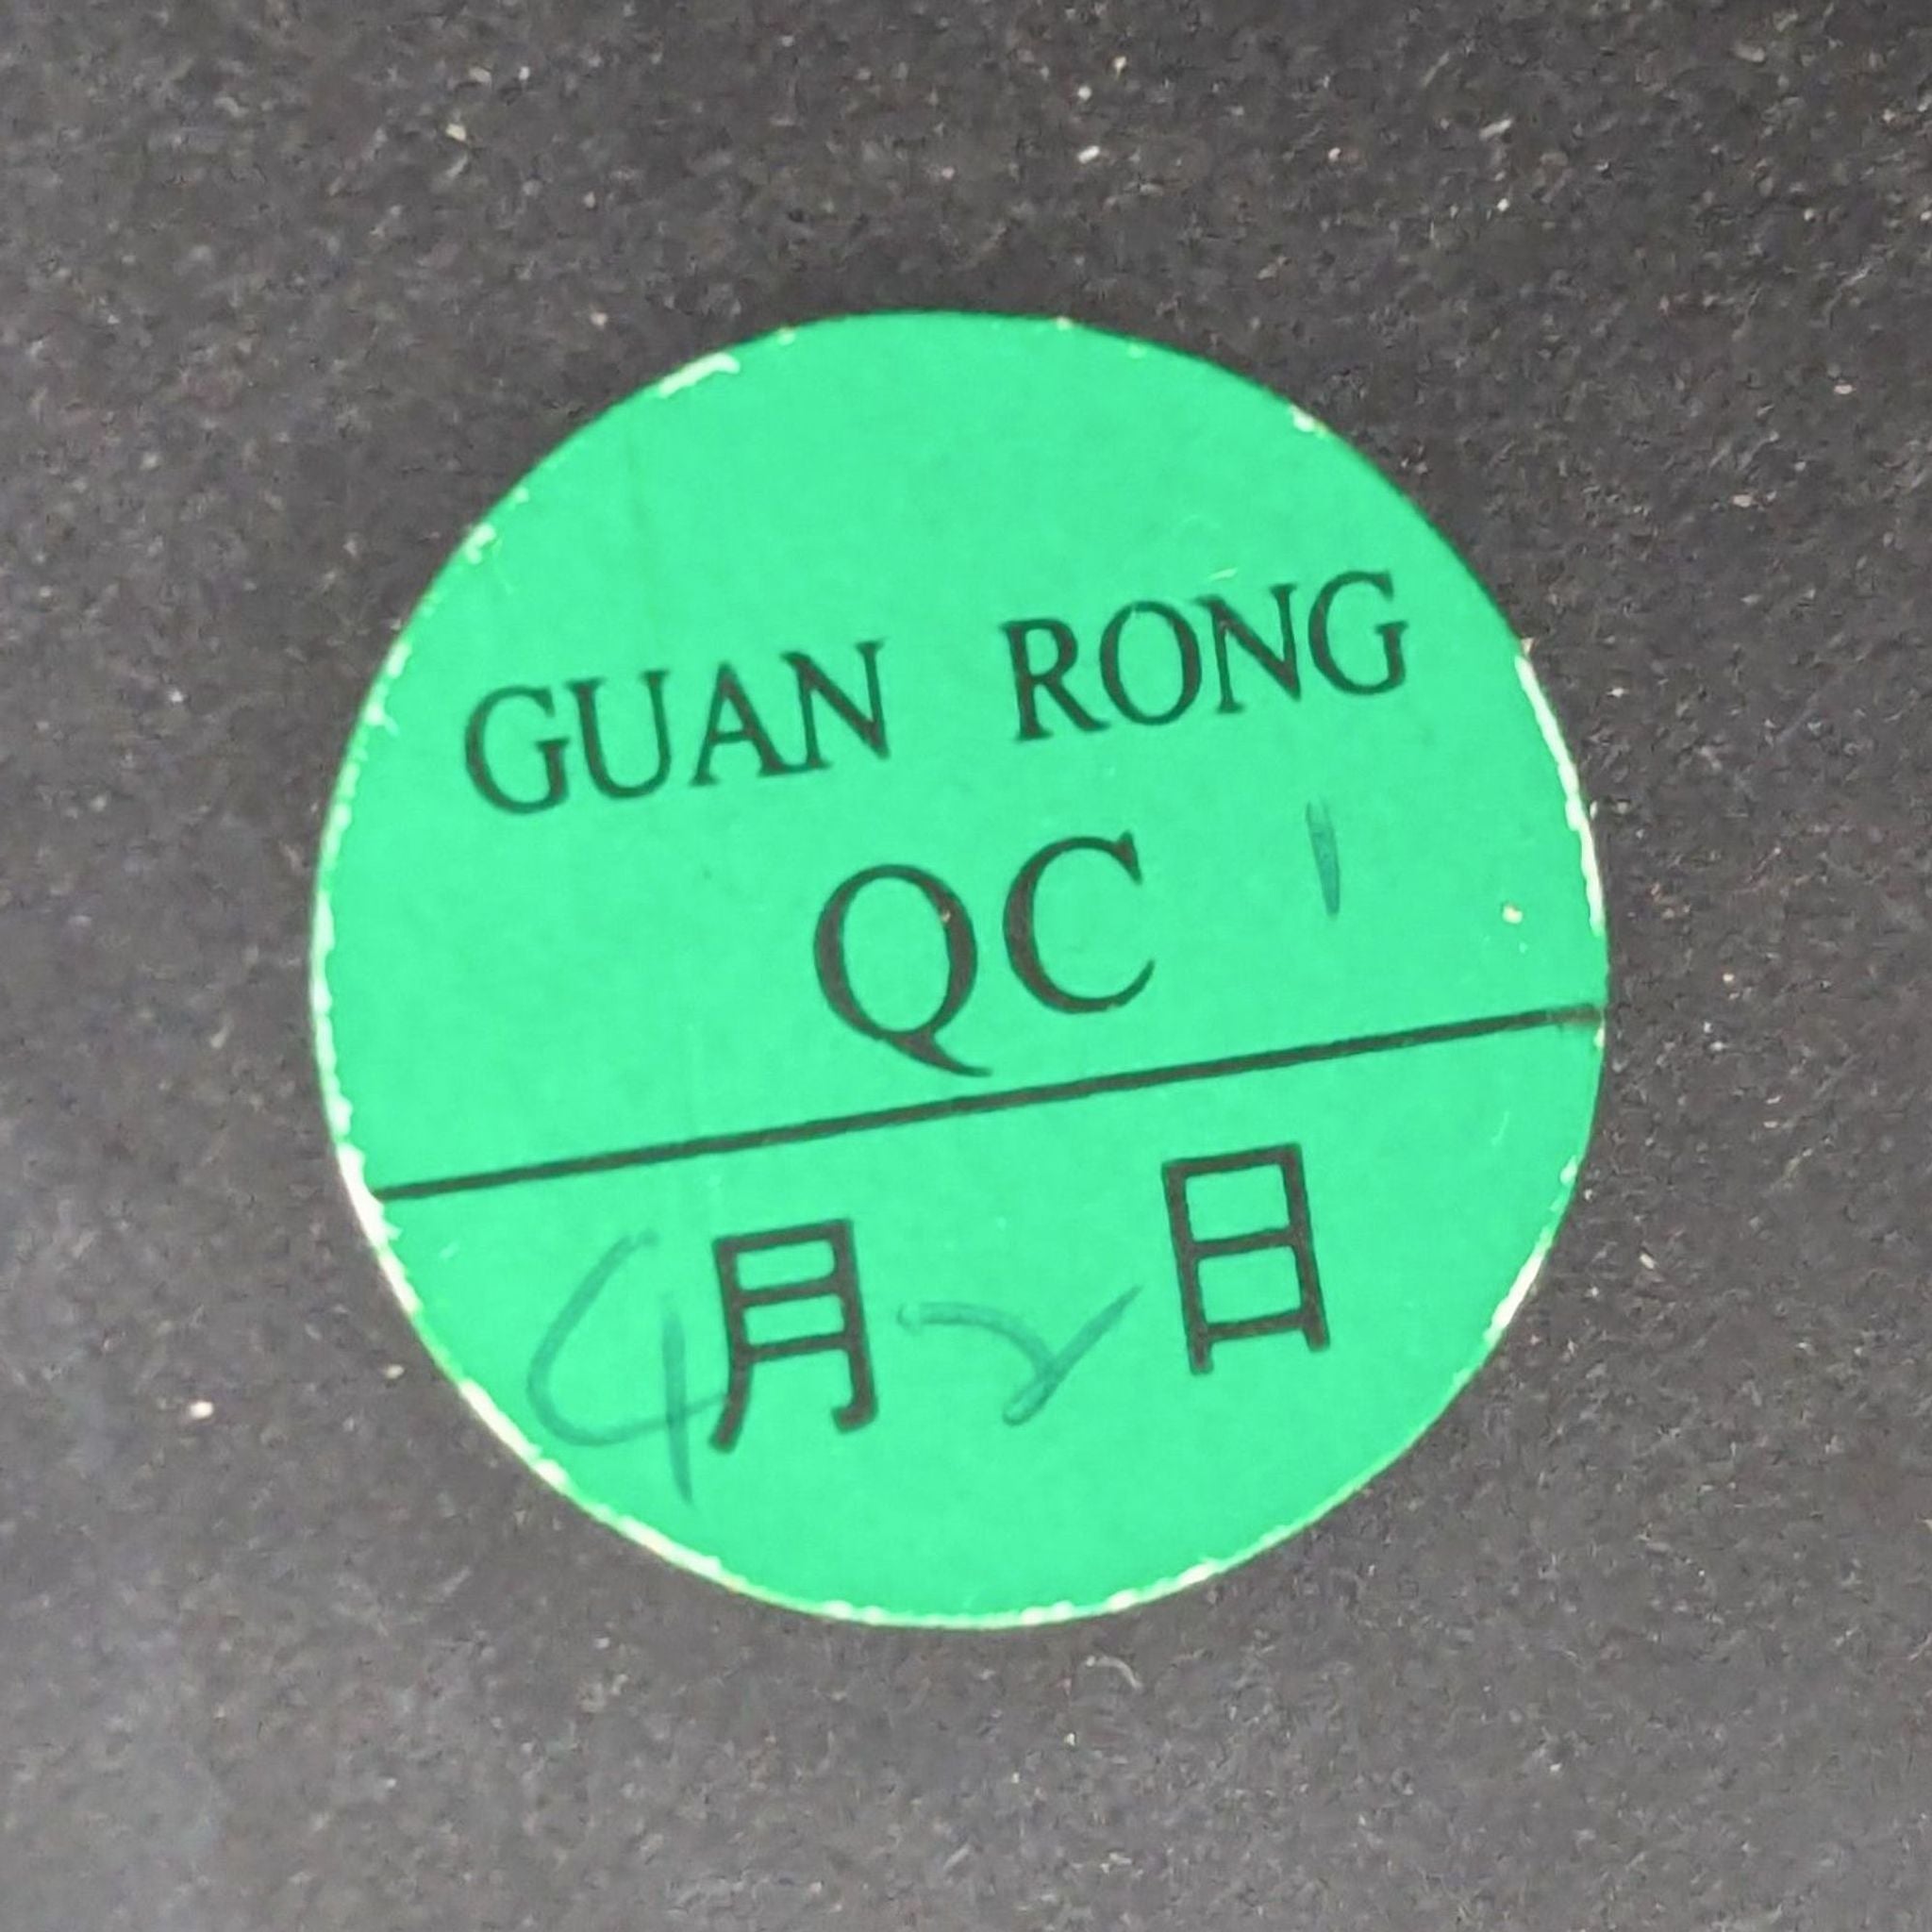 GUAN RONG
QC 1
4月2日